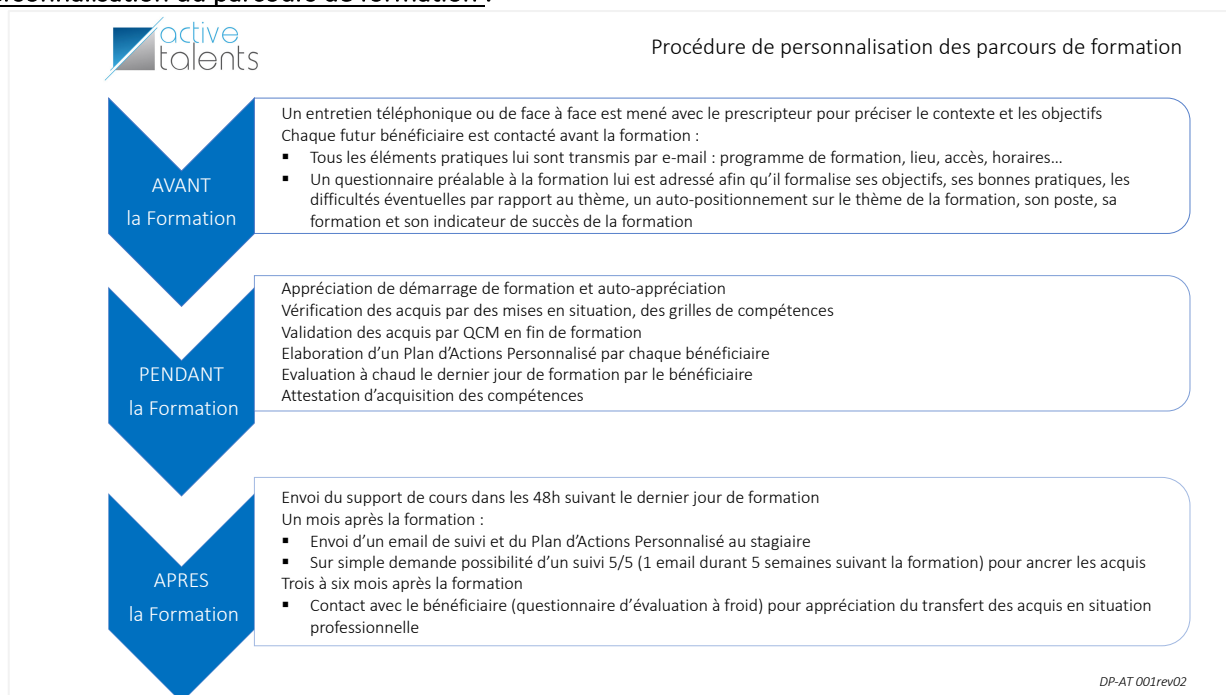 personnalisation du parcours de formation :
active
talents
Procédure de personnalisation des parcours de formation
AVANT
la Formation
Un entretien téléphonique ou de face à face est mené avec le prescripteur pour préciser le contexte et les objectifs
Chaque futur bénéficiaire est contacté avant la formation :
▪ Tous les éléments pratiques lui sont transmis par e-mail : programme de formation, lieu, accès, horaires…
▪ Un questionnaire préalable à la formation lui est adressé afin qu’il formalise ses objectifs, ses bonnes pratiques, les
difficultés éventuelles par rapport au thème, un auto-positionnement sur le thème de la formation, son poste, sa
formation et son indicateur de succès de la formation
PENDANT
la Formation
Appréciation de démarrage de formation et auto-appréciation
Vérification des acquis par des mises en situation, des grilles de compétences
Validation des acquis par QCM en fin de formation
Elaboration d’un Plan d’Actions Personnalisé par chaque bénéficiaire
Evaluation à chaud le dernier jour de formation par le bénéficiaire
Attestation d’acquisition des compétences
APRES
la Formation
Envoi du support de cours dans les 48h suivant le dernier jour de formation
Un mois après la formation :
▪ Envoi d’un email de suivi et du Plan d’Actions Personnalisé au stagiaire
▪ Sur simple demande possibilité d’un suivi 5/5 (1 email durant 5 semaines suivant la formation) pour ancrer les acquis
Trois à six mois après la formation
▪ Contact avec le bénéficiaire (questionnaire d’évaluation à froid) pour appréciation du transfert des acquis en situation
professionnelle
DP-AT 001rev02